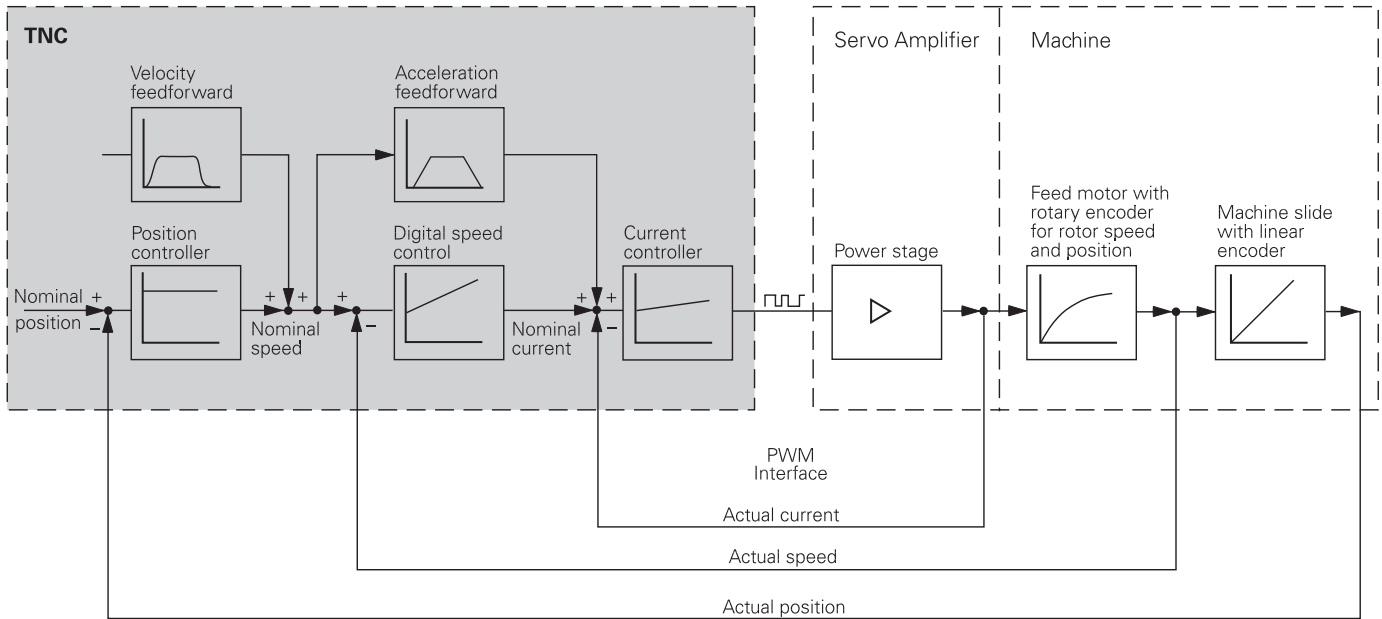 TNC
Servo Amplifier
Machine
Velocity
feedforward
Acceleration
feedforward
Position
controller
Digital speed
control
Current
controller
Power stage
Feed motor with
rotary encoder
for rotor speed
and position
Machine slide
with linear
encoder
Nominal
position
+
–
+
+
Nominal
speed
+
–
Nominal
current
+
+
–
PWM
Interface
Actual current
Actual speed
Actual position